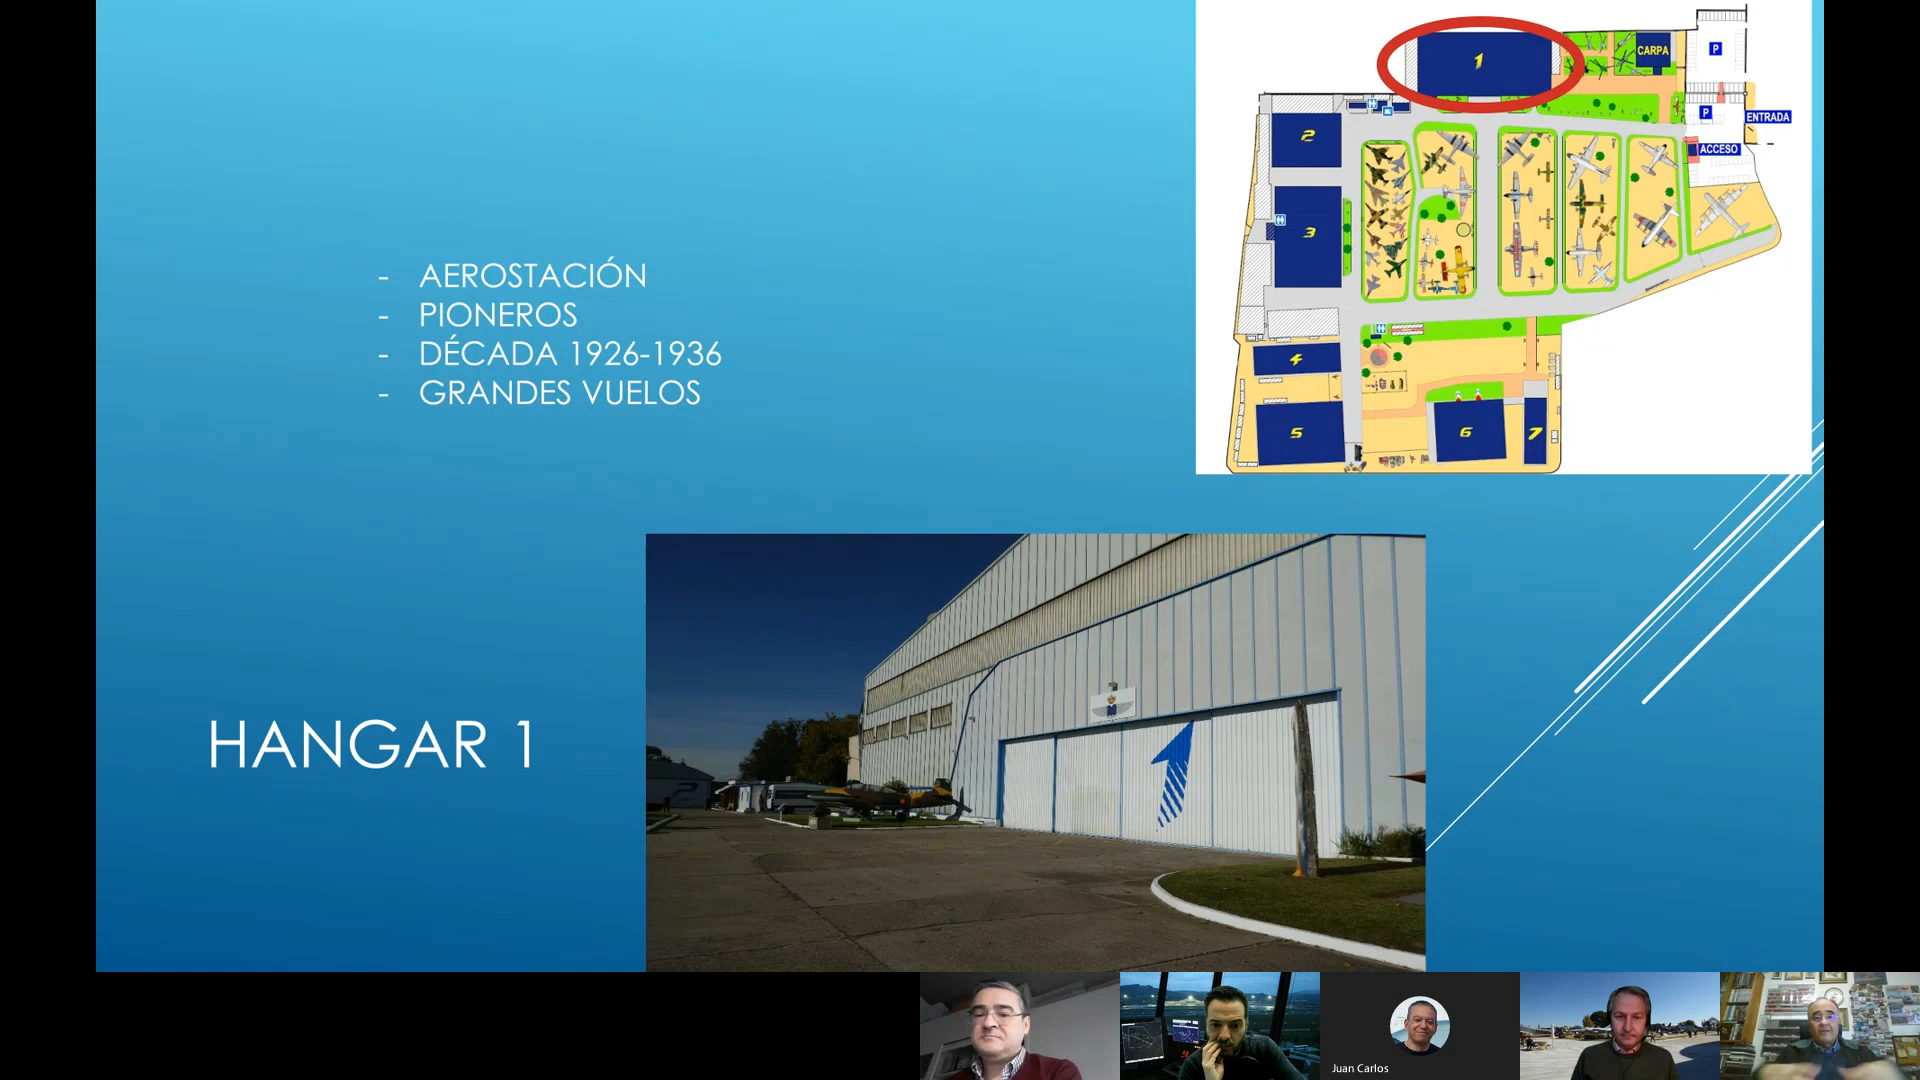 - AEROSTACIÓN
- PIONEROS
- DÉCADA 1926-1936
- GRANDES VUELOS
HANGAR 1
1
CARPA
P
P
ENTRADA
ACCESO
2
3
4
5
6
7
Juan Carlos